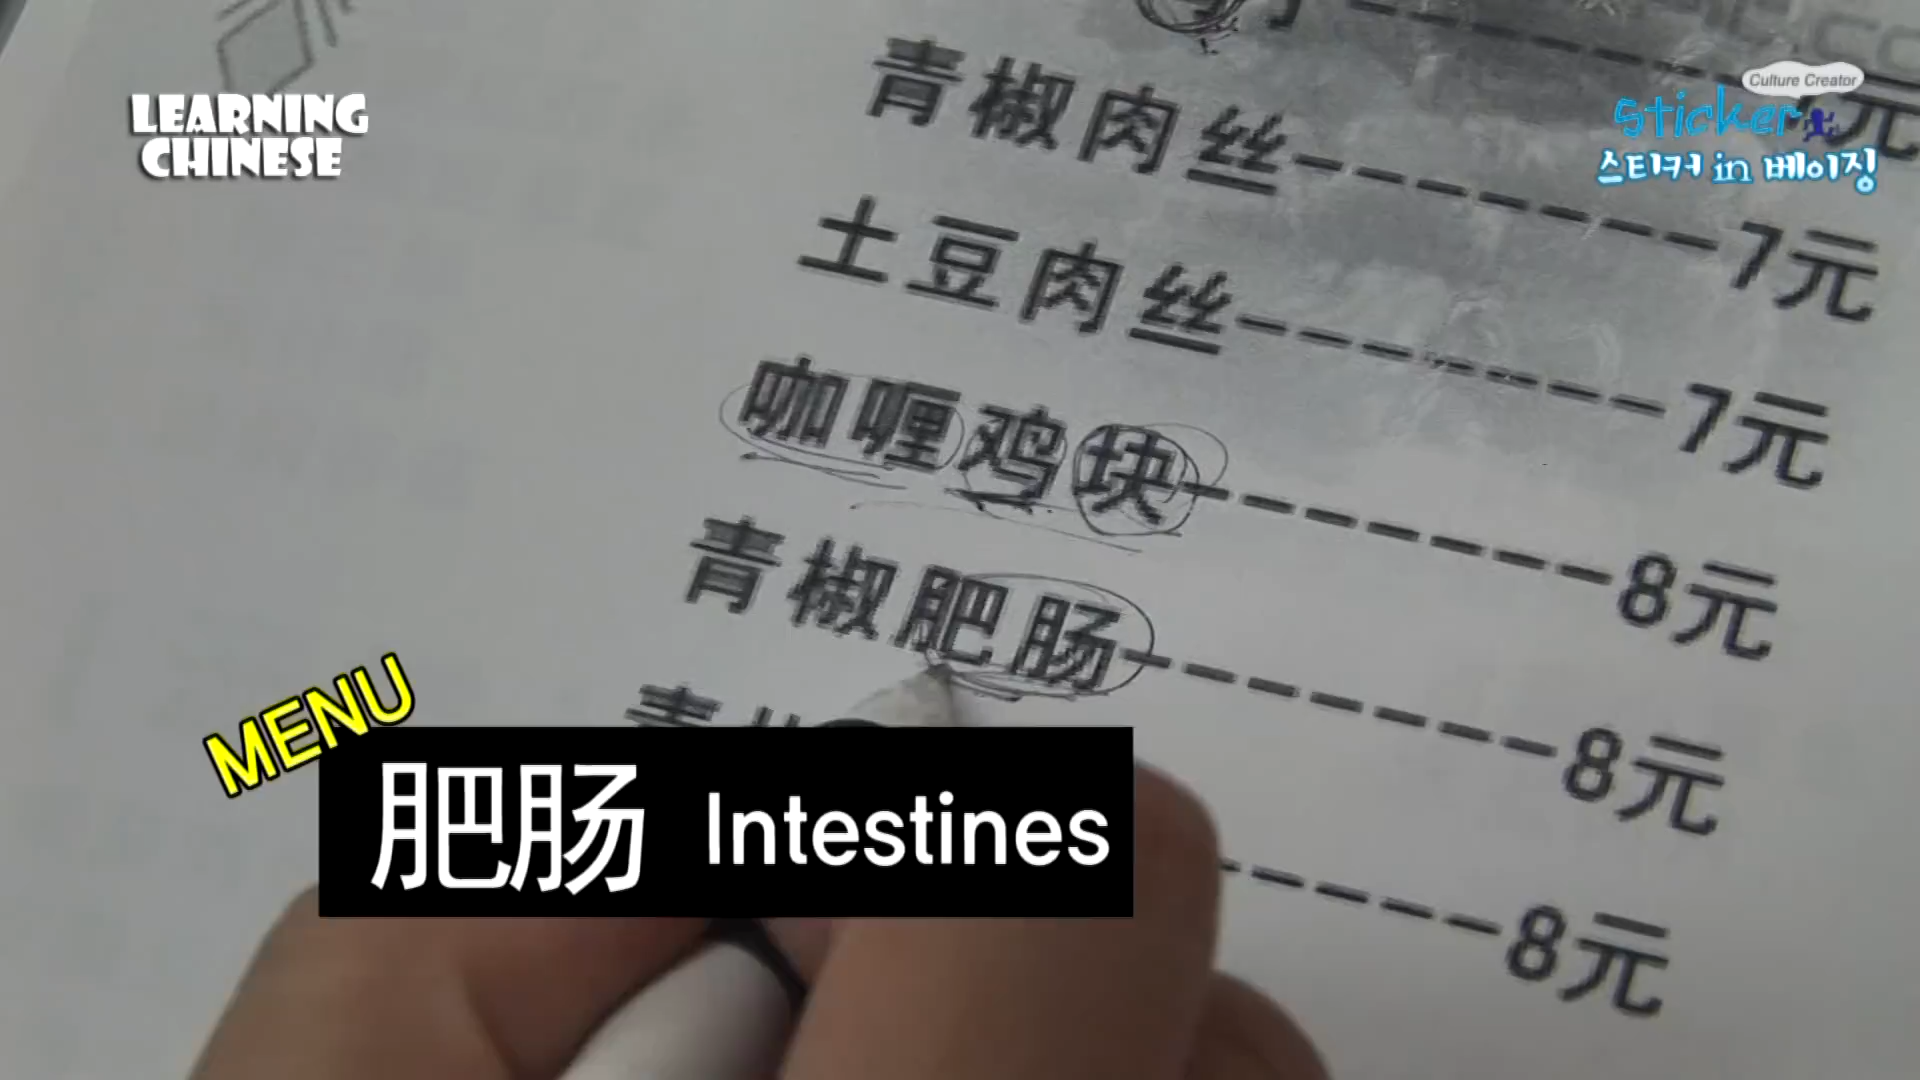 LEARNING
CHINESE
Culture Creator
sticker
스티커 in 베이징
青椒肉丝----------7元
土豆肉丝----------7元
咖喱鸡块----------8元
青椒肥肠----------8元
8元
MENU
肥肠 Intestines